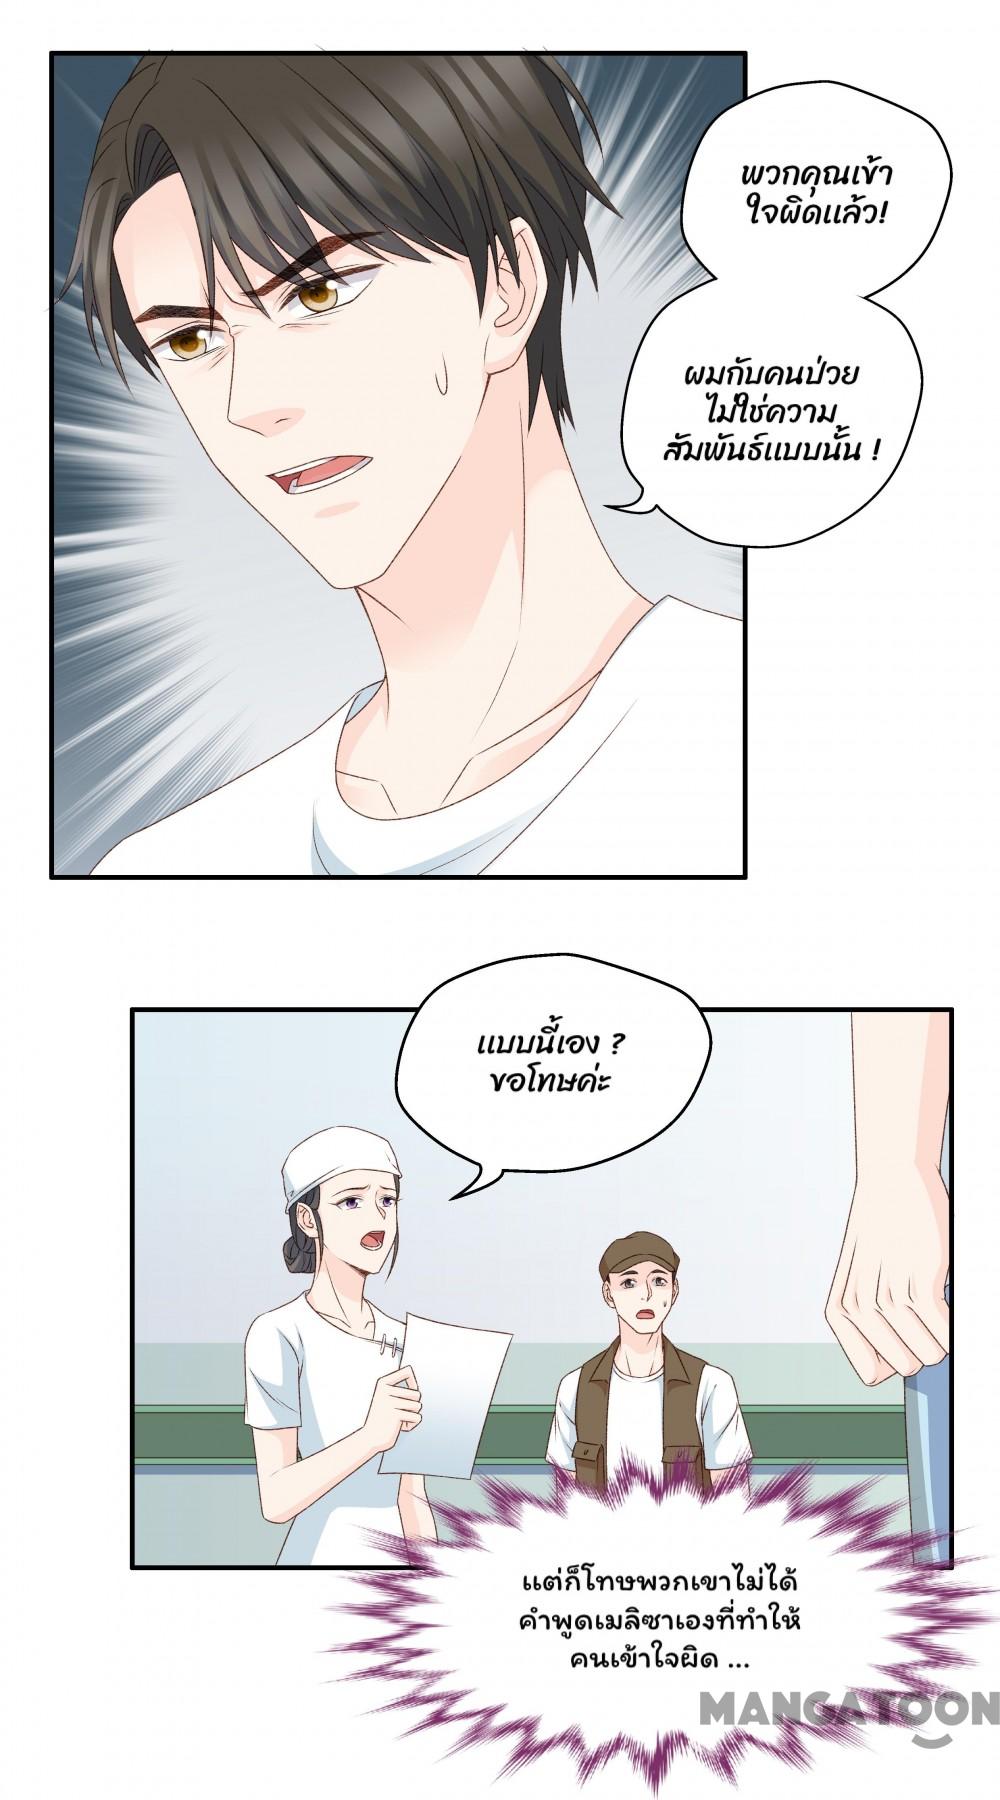 พวกคุณเข้า
ใจผิดแล้ว!
ผมกับคนป่วย
ไม่ใช่ความ
สัมพันธ์แบบนั้น !
แบบนี้เอง ?
ขอโทษค่ะ
แต่ก็โทษพวกเขาไม่ได้
คำพูดเมลิซาเองที่ทำให้
คนเข้าใจผิด ...
MANGATOON